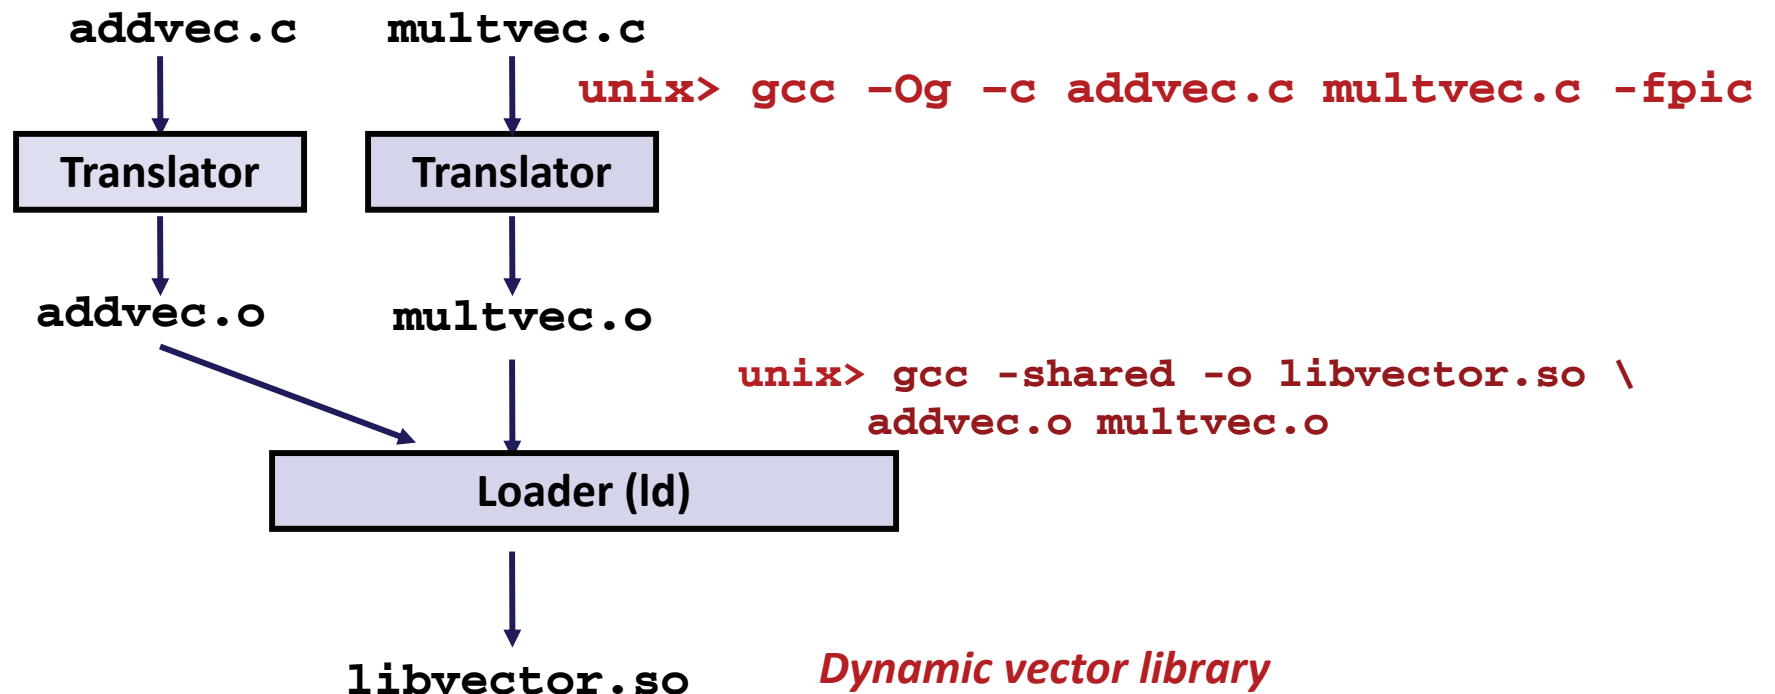 addvec.c multvec.c
unix> gcc –Og –c addvec.c multvec.c -fpic
Translator Translator
addvec.o multvec.o
unix> gcc -shared -o libvector.so \
addvec.o multvec.o
Loader (ld)
libvector.so Dynamic vector library